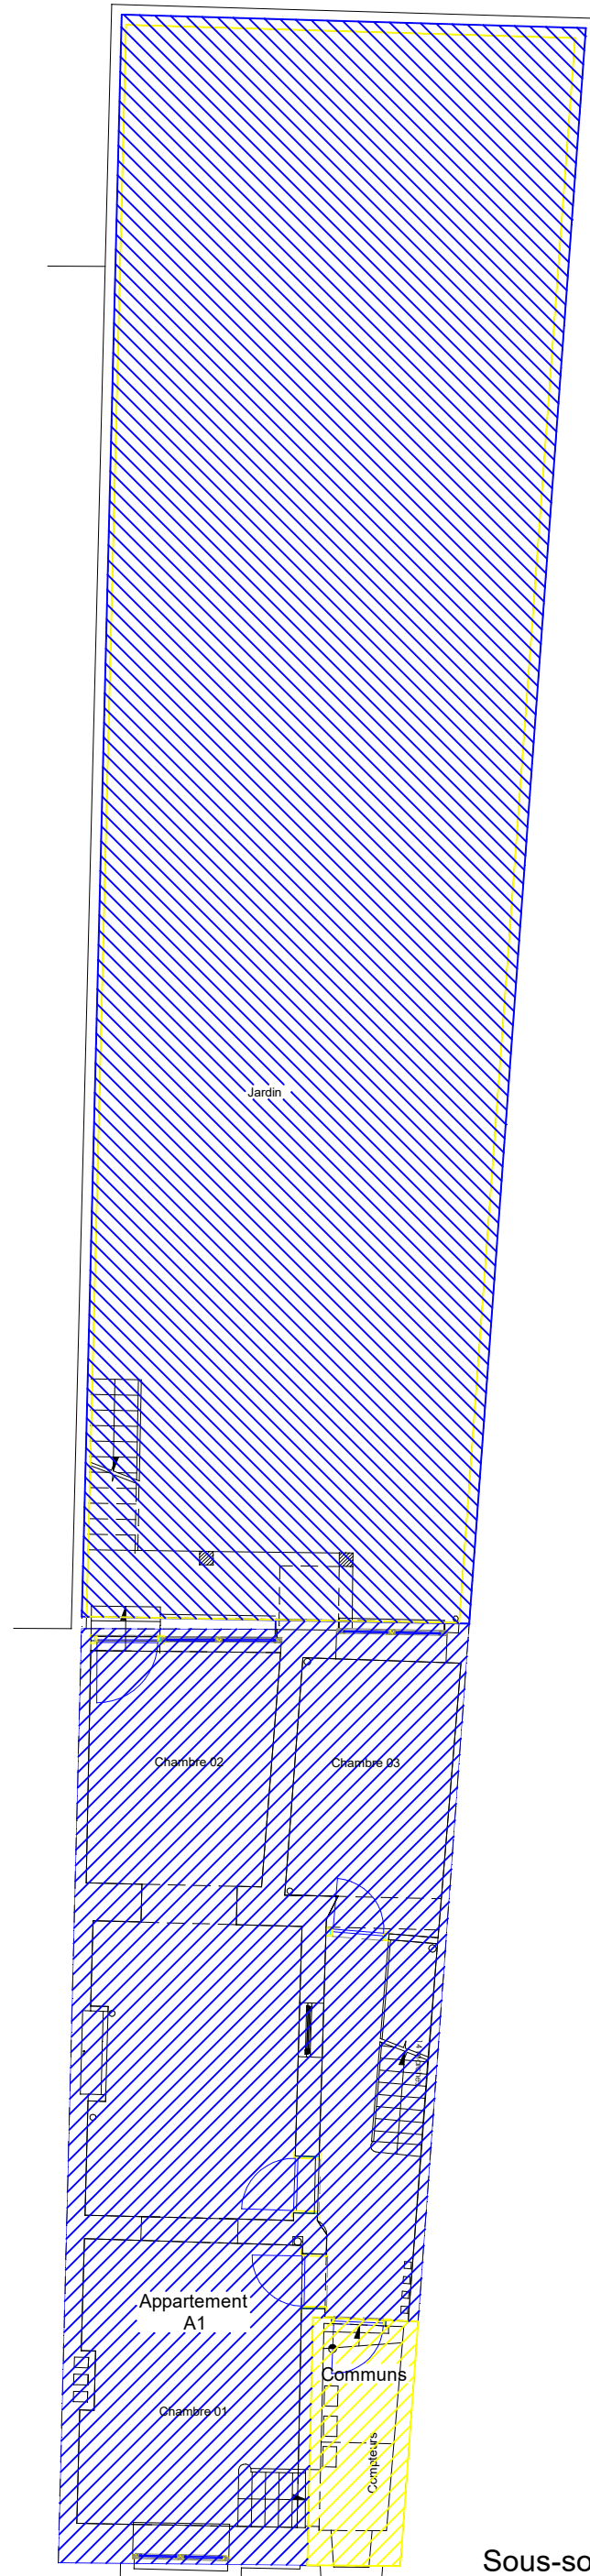 Jardin
Chambre 02
Chambre 03
Appartement
A1
Communs
Chambre 01
Compteurs
Sous-so